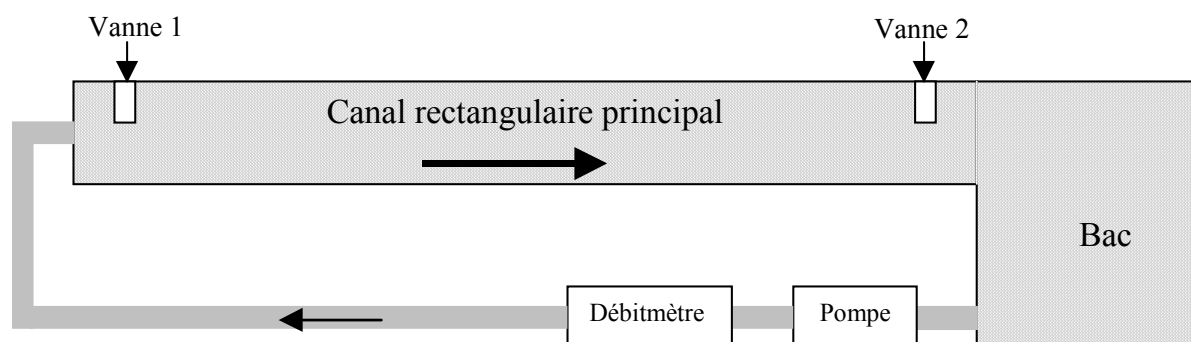 Vanne 1
Vanne 2
Canal rectangulaire principal
Bac
Débitmètre
Pompe